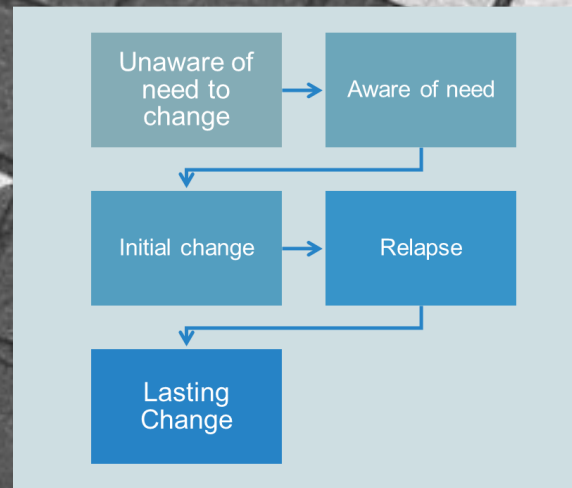 Unaware of
need to
change
Aware of need
Initial change
Relapse
Lasting
Change